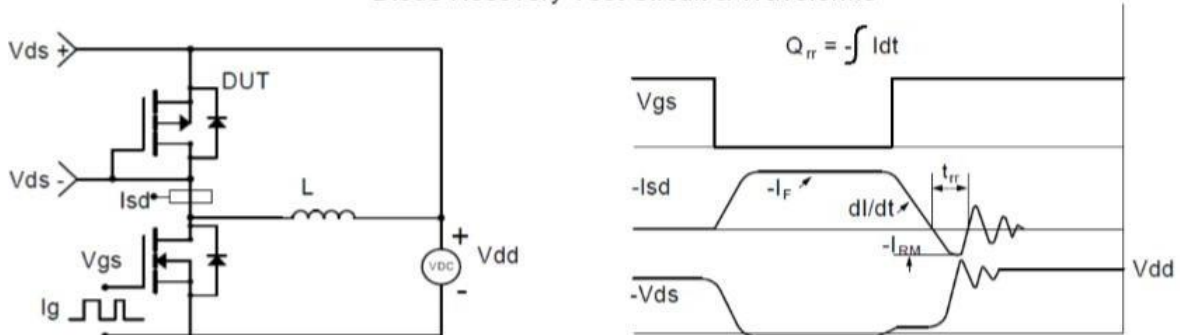 Vds +
DUT
Vds -
Isd
L
Vgs
+
VDC
Vdd
-
Ig
Qrr = -∫ Idt
Vgs
-Isd
-IF
trr
dI/dt
-IRM
Vdd
-Vds